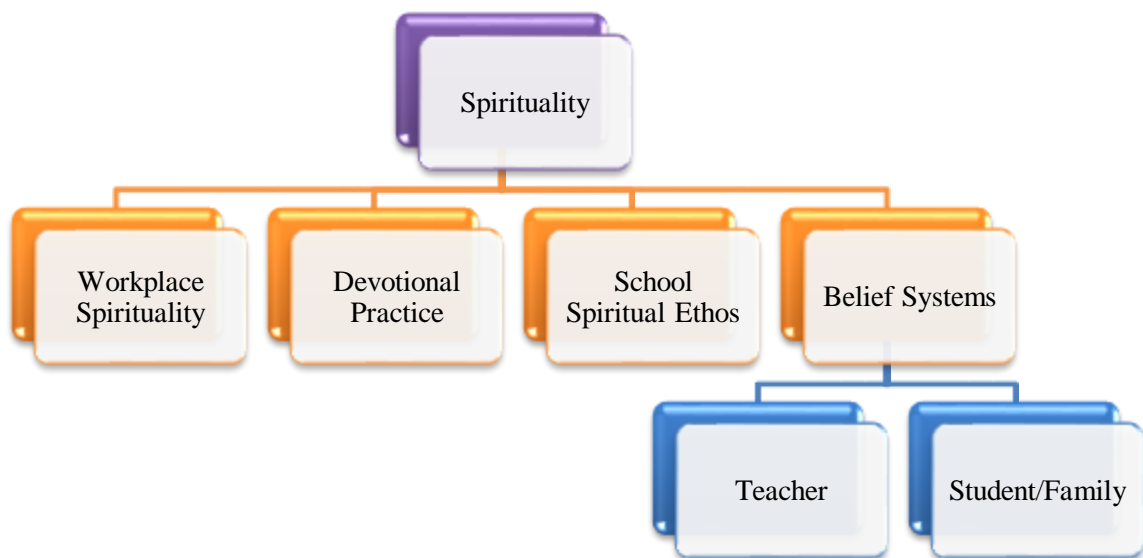 Spirituality
Workplace
Spirituality
Devotional
Practice
School
Spiritual Ethos
Belief Systems
Teacher
Student/Family